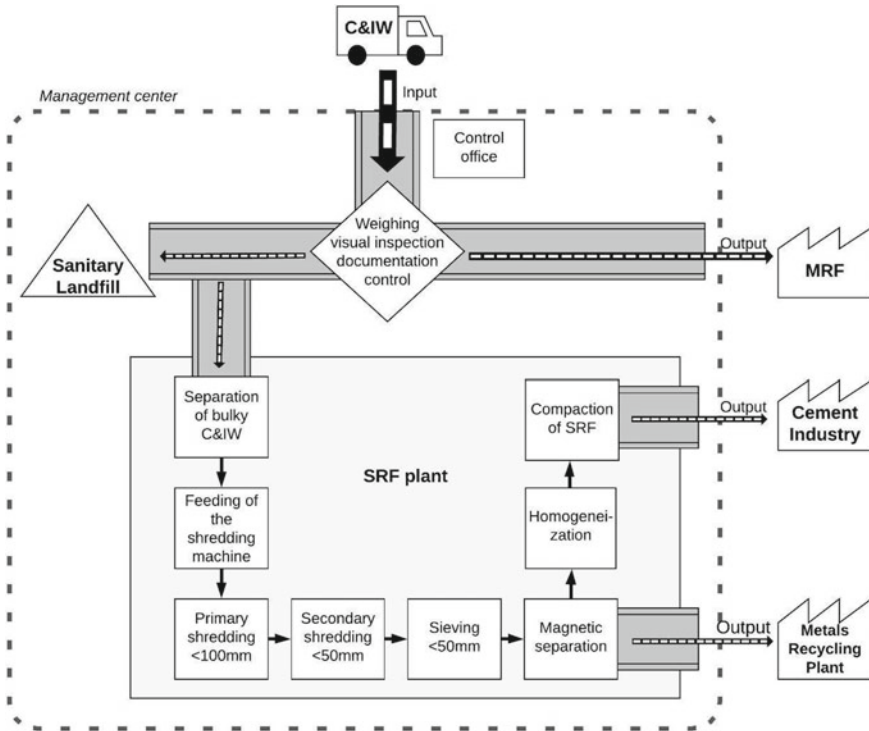 C&IW
Input
Management center
Control
office
Weighing
visual inspection
documentation
control
Sanitary
Landfill
Output
MRF
Separation
of bulky
C&IW
Compaction
of SRF
Output
Cement
Industry
SRF plant
Feeding of
the
shredding
machine
Homogenei-
zation
Primary
shredding
<100mm
Secondary
shredding
<50mm
Sieving
<50mm
Magnetic
separation
Output
Metals
Recycling
Plant